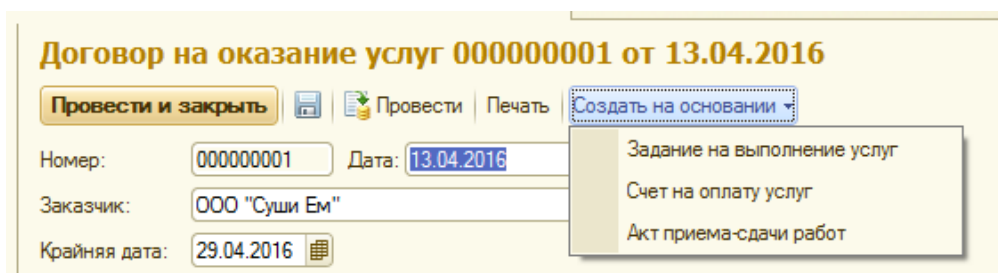 Договор на оказание услуг 000000001 от 13.04.2016
Провести и закрыть Провести Печать Создать на основании
Номер: 000000001 Дата: 13.04.2016 Задание на выполнение услуг
Счет на оплату услуг
Заказчик: ООО "Суши Ем"
Акт приема-сдачи работ
Крайняя дата: 29.04.2016